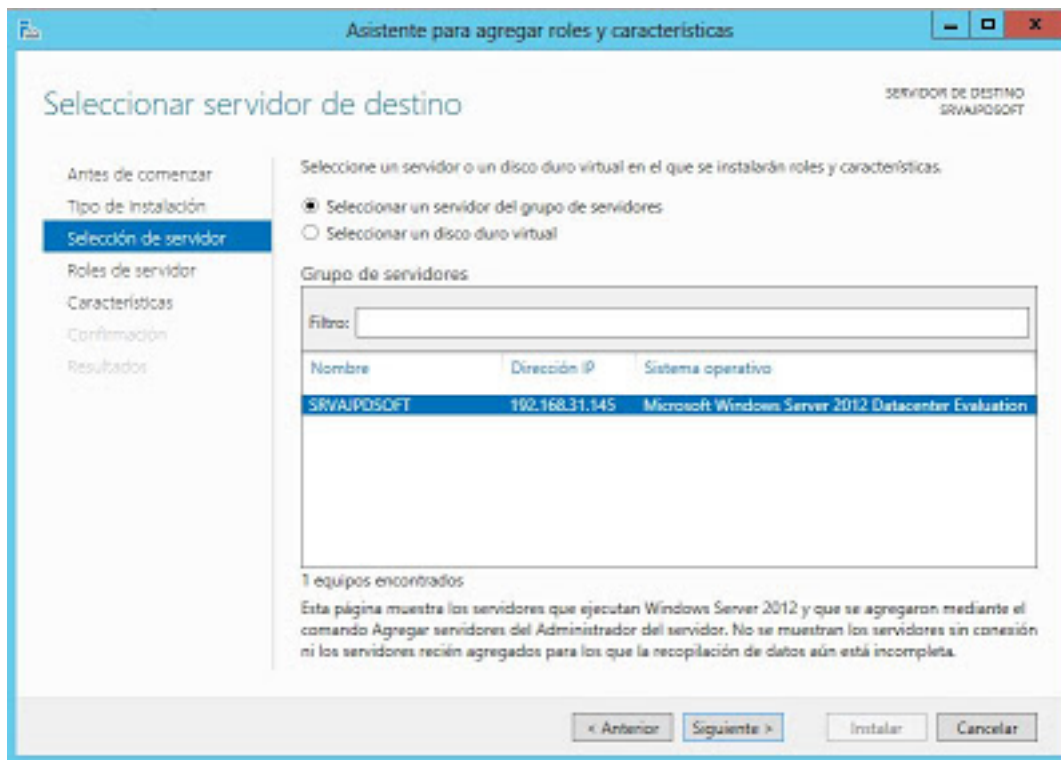 Asistente para agregar roles y características
Seleccionar servidor de destino
SERVIDOR DE DESTINO
SRVAJPDSOFT
Antes de comenzar
Tipo de instalación
Selección de servidor
Roles de servidor
Características
Confirmación
Resultados
Seleccione un servidor o un disco duro virtual en el que se instalarán roles y características.
Seleccionar un servidor del grupo de servidores
Seleccionar un disco duro virtual
Grupo de servidores
Filtro:
Nombre Dirección IP Sistema operativo
SRVAJPDSOFT 192.168.31.145 Microsoft Windows Server 2012 Datacenter Evaluation
1 equipos encontrados
Esta página muestra los servidores que ejecutan Windows Server 2012 y que se agregaron mediante el
comando Agregar servidores del Administrador del servidor. No se muestran los servidores sin conexión
ni los servidores recién agregados para los que la recopilación de datos aún está incompleta.
< Anterior Siguiente > Instalar Cancelar